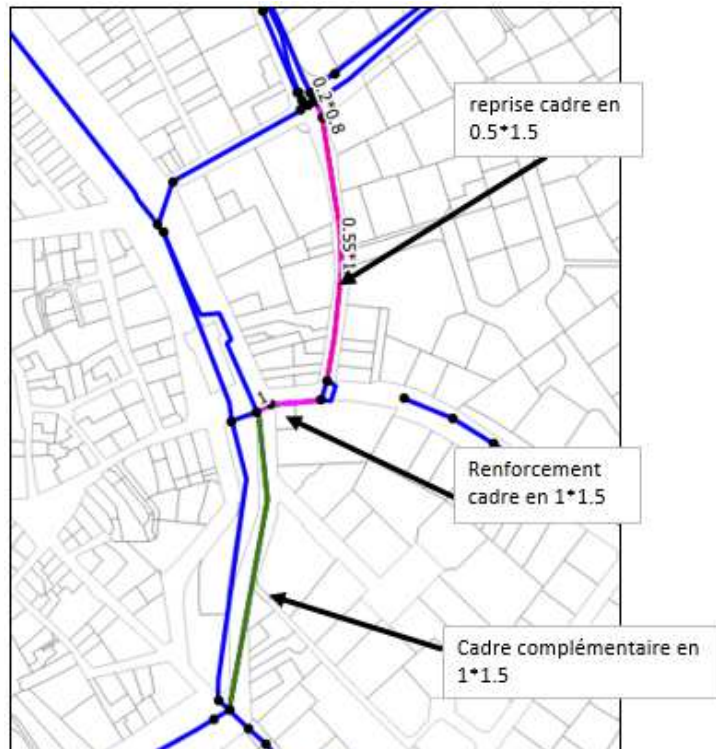 0.2*0.8
reprise cadre en
0.5*1.5
0.55*1
1
Renforcement
cadre en 1*1.5
Cadre complémentaire en
1*1.5